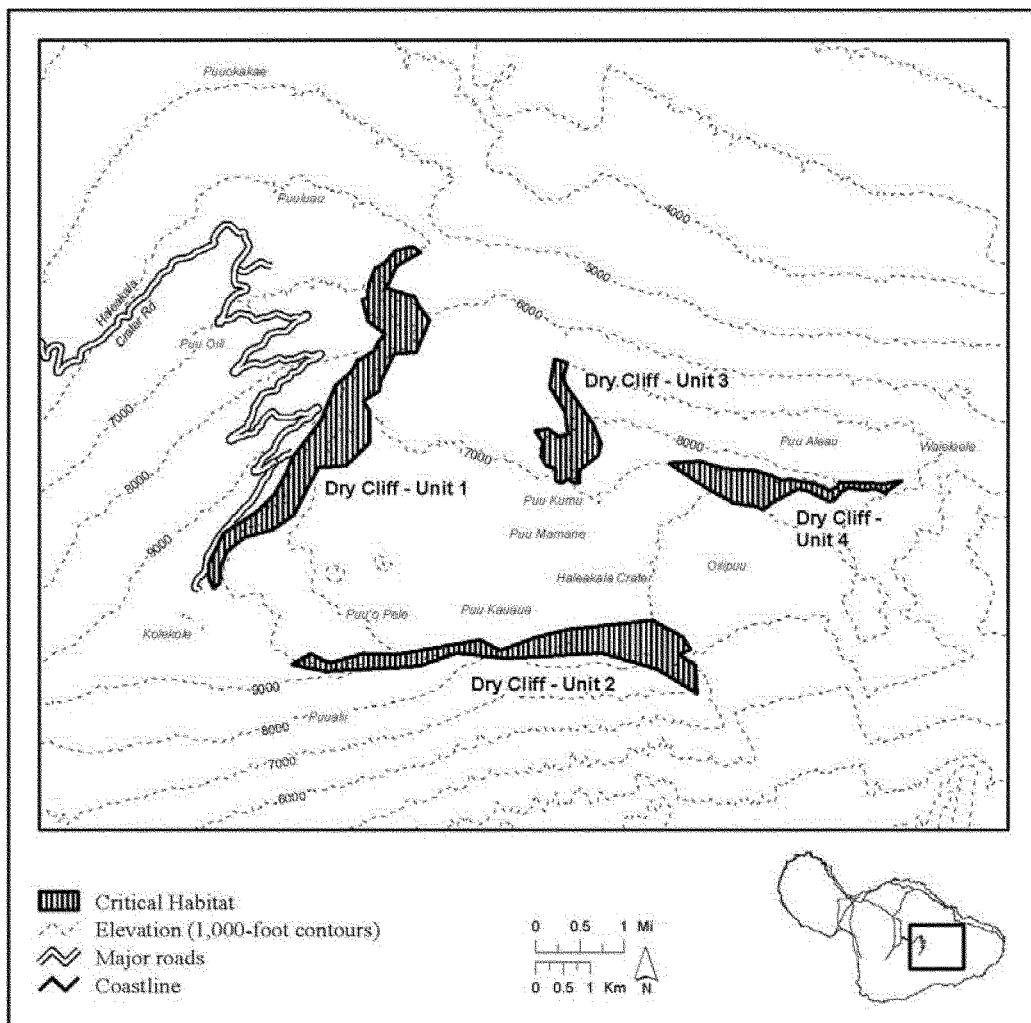 Puuokakae
Puuluau
4000
5000
Haleakala
Crater Rd
6000
Puu Oili
Dry Cliff - Unit 3
7000
7000
8000
Puu Aleau
Dry Cliff - Unit 1
8000
Puu Kumu
Dry Cliff -
Unit 4
9000
Puu Mamane
Haleakala Crater
Oilipuu
Puu'o Pele
Puu Kauaua
Kolekole
9000
Dry Cliff - Unit 2
Puualii
8000
7000
6000
Critical Habitat
Elevation (1,000-foot contours)
Major roads
Coastline
0 0.5 1 Mi
0 0.5 1 Km
N